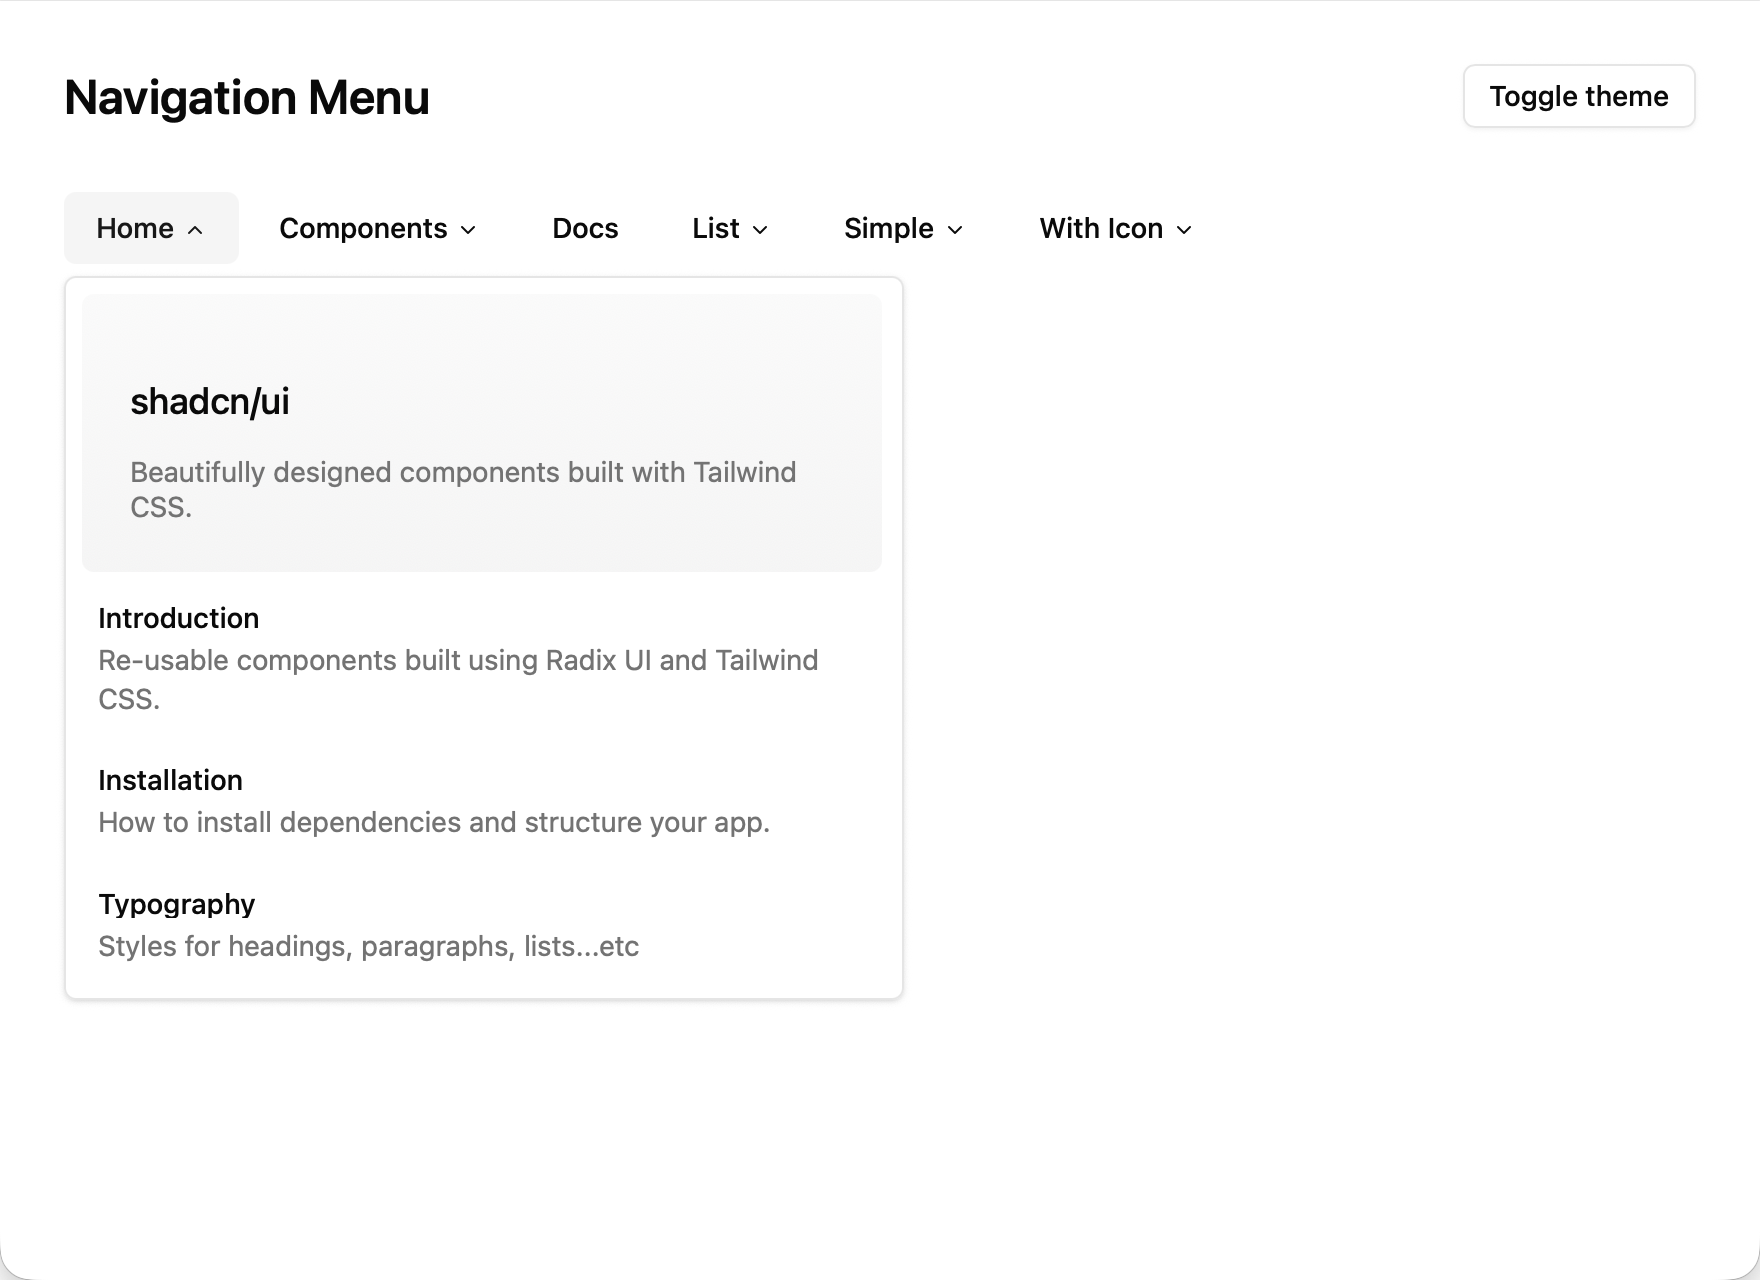 Navigation Menu
Toggle theme
Home
Components
Docs
List
Simple
With Icon
shadcn/ui
Beautifully designed components built with Tailwind
CSS.
Introduction
Re-usable components built using Radix UI and Tailwind
CSS.
Installation
How to install dependencies and structure your app.
Typography
Styles for headings, paragraphs, lists...etc